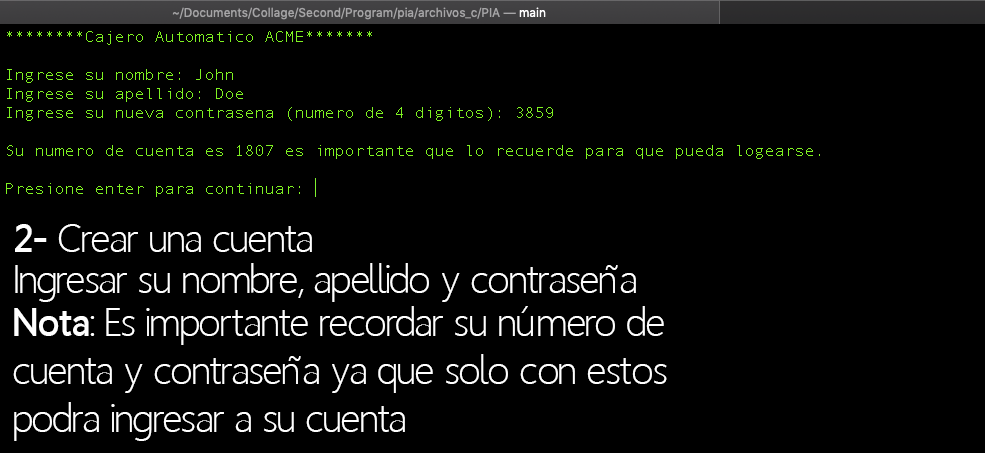 ~/Documents/Collage/Second/Program/pia/archivos_c/PIA — main
********Cajero Automatico ACME*******
Ingrese su nombre: John
Ingrese su apellido: Doe
Ingrese su nueva contrasena (numero de 4 digitos): 3859
Su numero de cuenta es 1807 es importante que lo recuerde para que pueda logearse.
Presione enter para continuar:
2- Crear una cuenta
Ingresar su nombre, apellido y contraseña
Nota: Es importante recordar su número de
cuenta y contraseña ya que solo con estos
podra ingresar a su cuenta